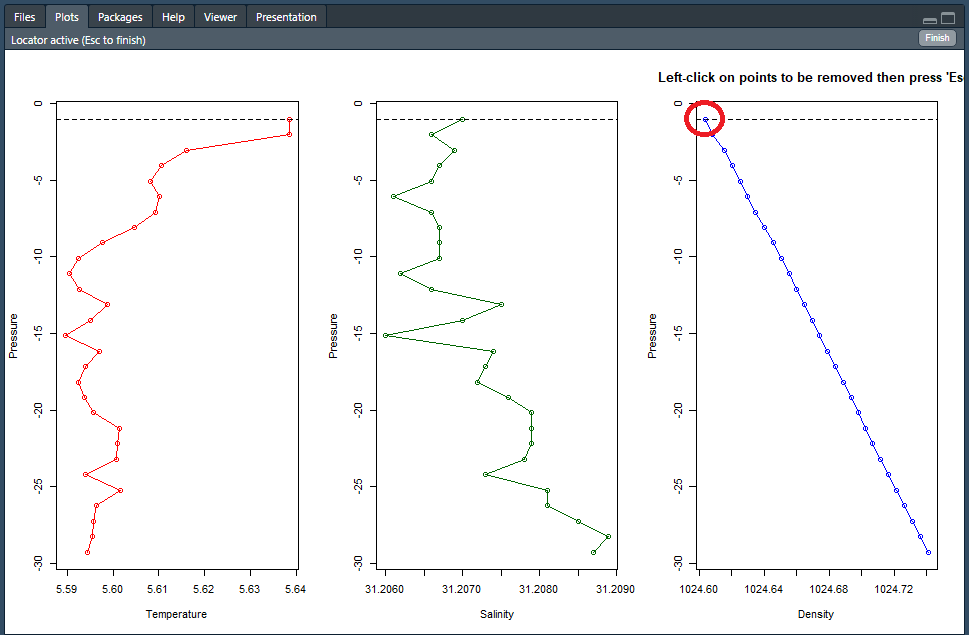 Files Plots Packages Help Viewer Presentation
Locator active (Esc to finish) Finish
Left-click on points to be removed then press 'Es
0 0 0
-5 -5 -5
-10 -10 -10
-15 -15 -15
Pressure Pressure Pressure
-20 -20 -20
-25 -25 -25
-30 -30 -30
5.59 5.60 5.61 5.62 5.63 5.64 31.2060 31.2070 31.2080 31.2090 1024.60 1024.64 1024.68 1024.72
Temperature Salinity Density